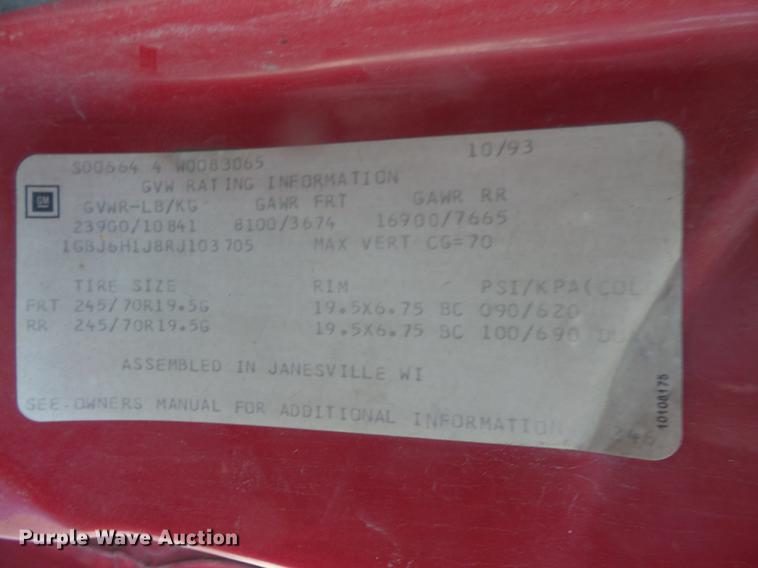 S00664 4 W0083065 10/93
GVW RATING INFORMATION
GM
GVWR-LB/KG GAWR FRT GAWR RR
23900/10841 8100/3674 16900/7665
1GBJ6H1J8RJ103705 MAX VERT CG=70
TIRE SIZE RIM PSI/KPA(COL
FRT 245/70R19.5G 19.5X6.75 BC 090/620
RR 245/70R19.5G 19.5X6.75 BC 100/690
ASSEMBLED IN JANESVILLE WI
SEE OWNERS MANUAL FOR ADDITIONAL INFORMATION
246
10108175
Purple Wave Auction